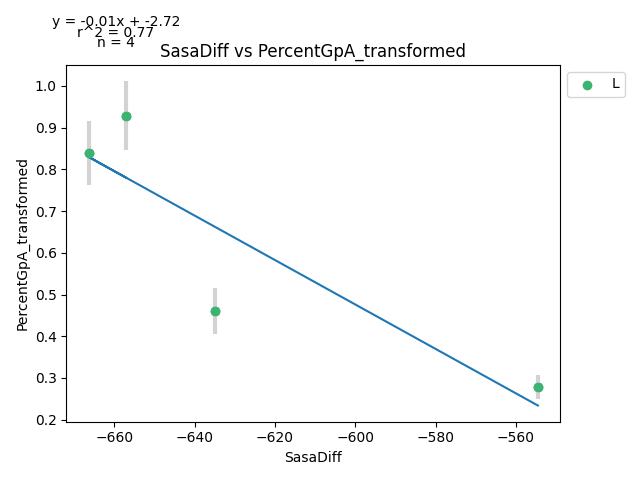 y = -0.01x + -2.72
r^2 = 0.77
n = 4
SasaDiff vs PercentGpA_transformed
L
PercentGpA_transformed
1.0
0.9
0.8
0.7
0.6
0.5
0.4
0.3
0.2
−660 −640 −620 −600 −580 −560
SasaDiff